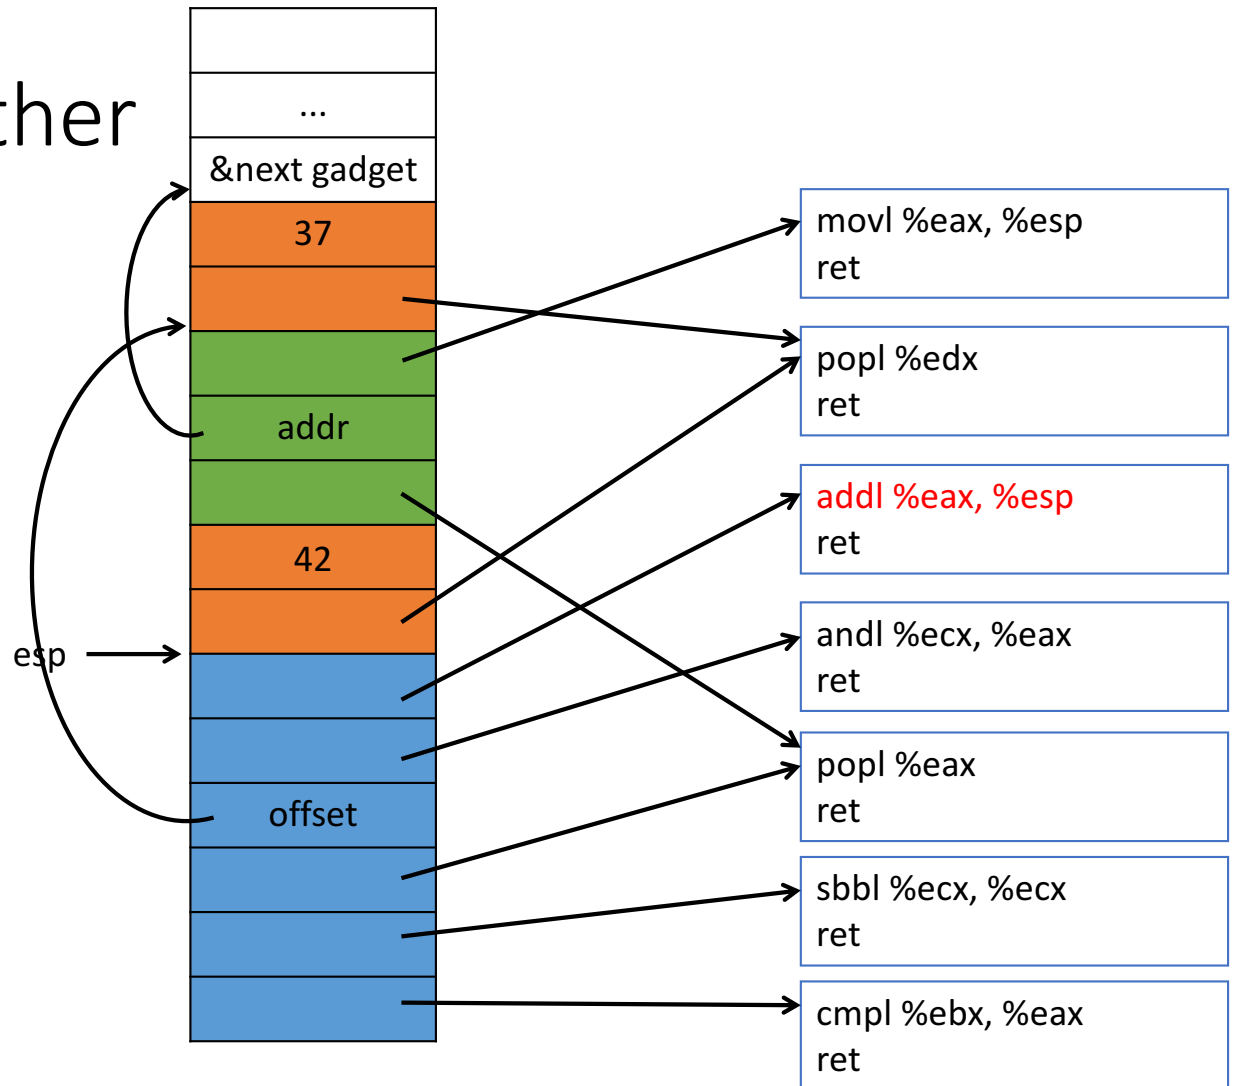 ther
...
&next gadget
37
addr
42
esp
offset
movl %eax, %esp
ret
popl %edx
ret
addl %eax, %esp
ret
andl %ecx, %eax
ret
popl %eax
ret
sbbl %ecx, %ecx
ret
cmpl %ebx, %eax
ret